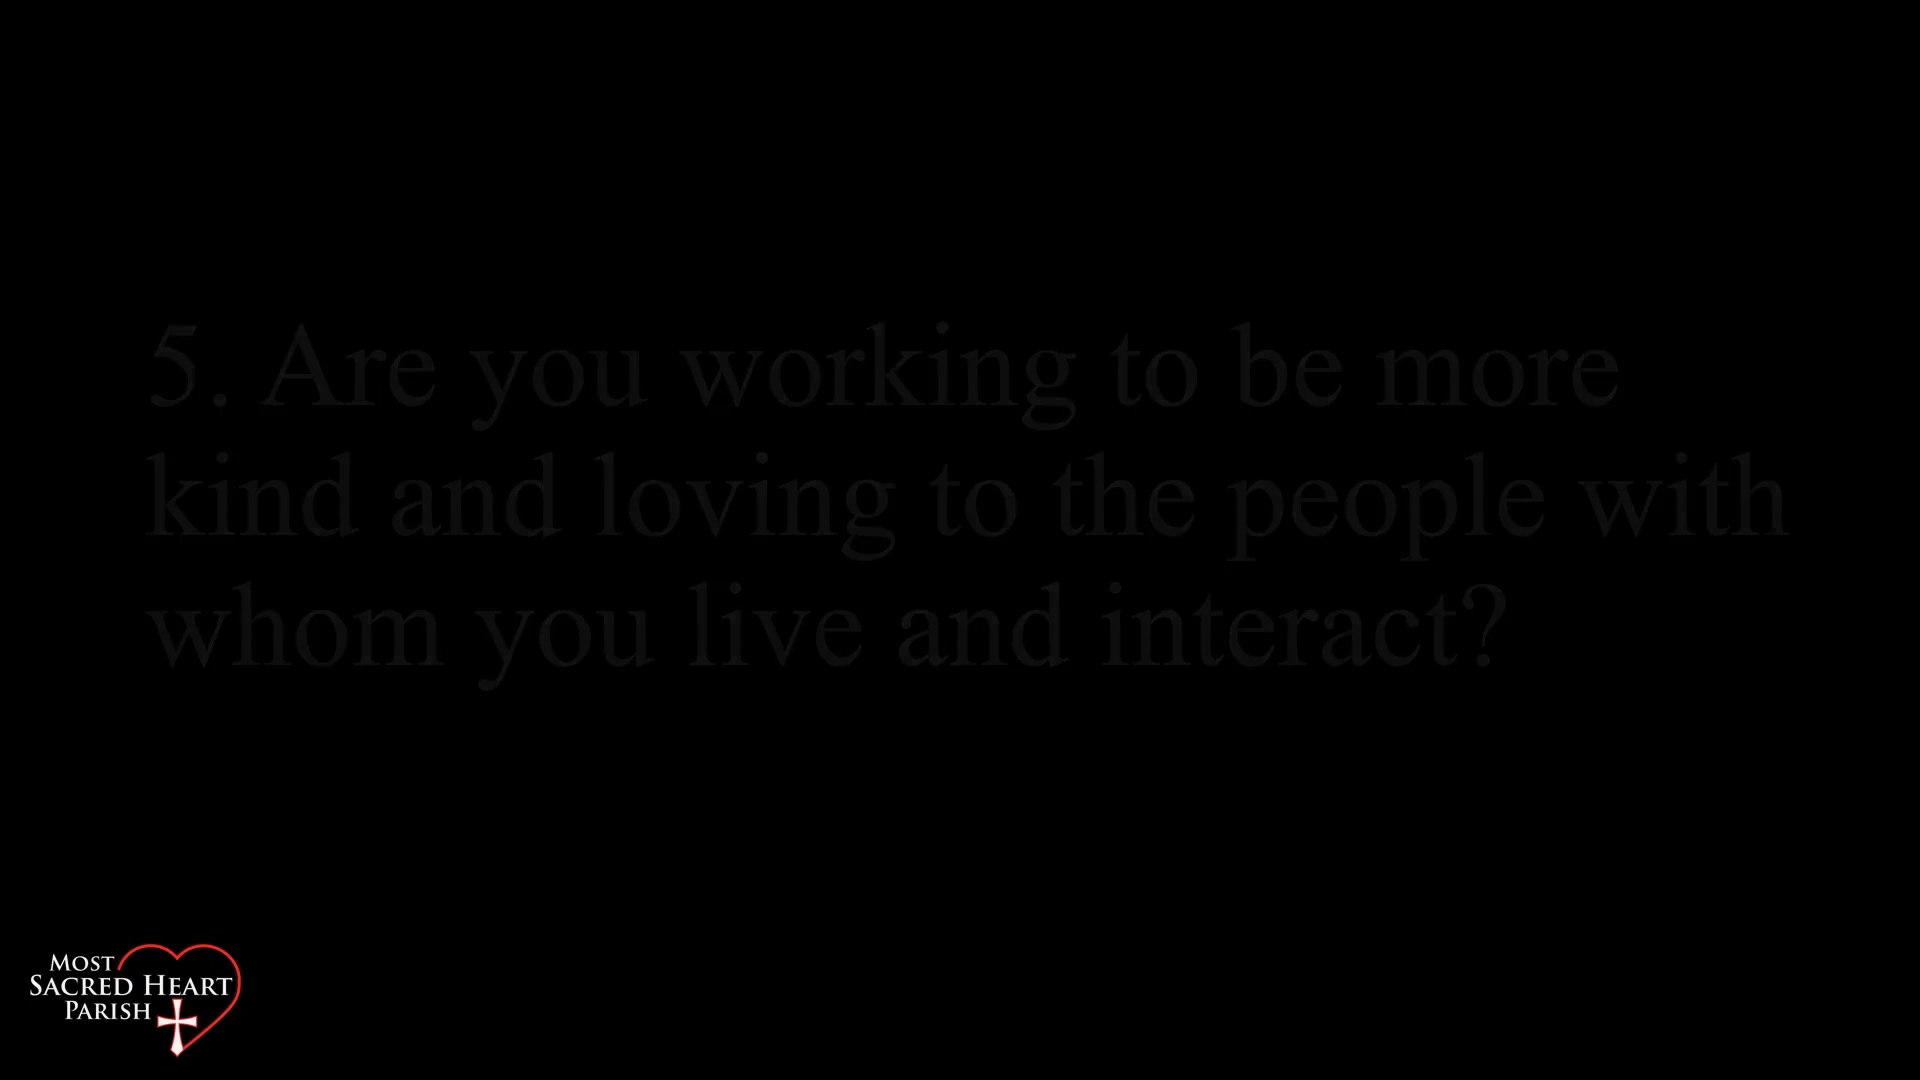 5. Are you working to be more
kind and loving to the people with
whom you live and interact?
MOST
SACRED HEART
PARISH